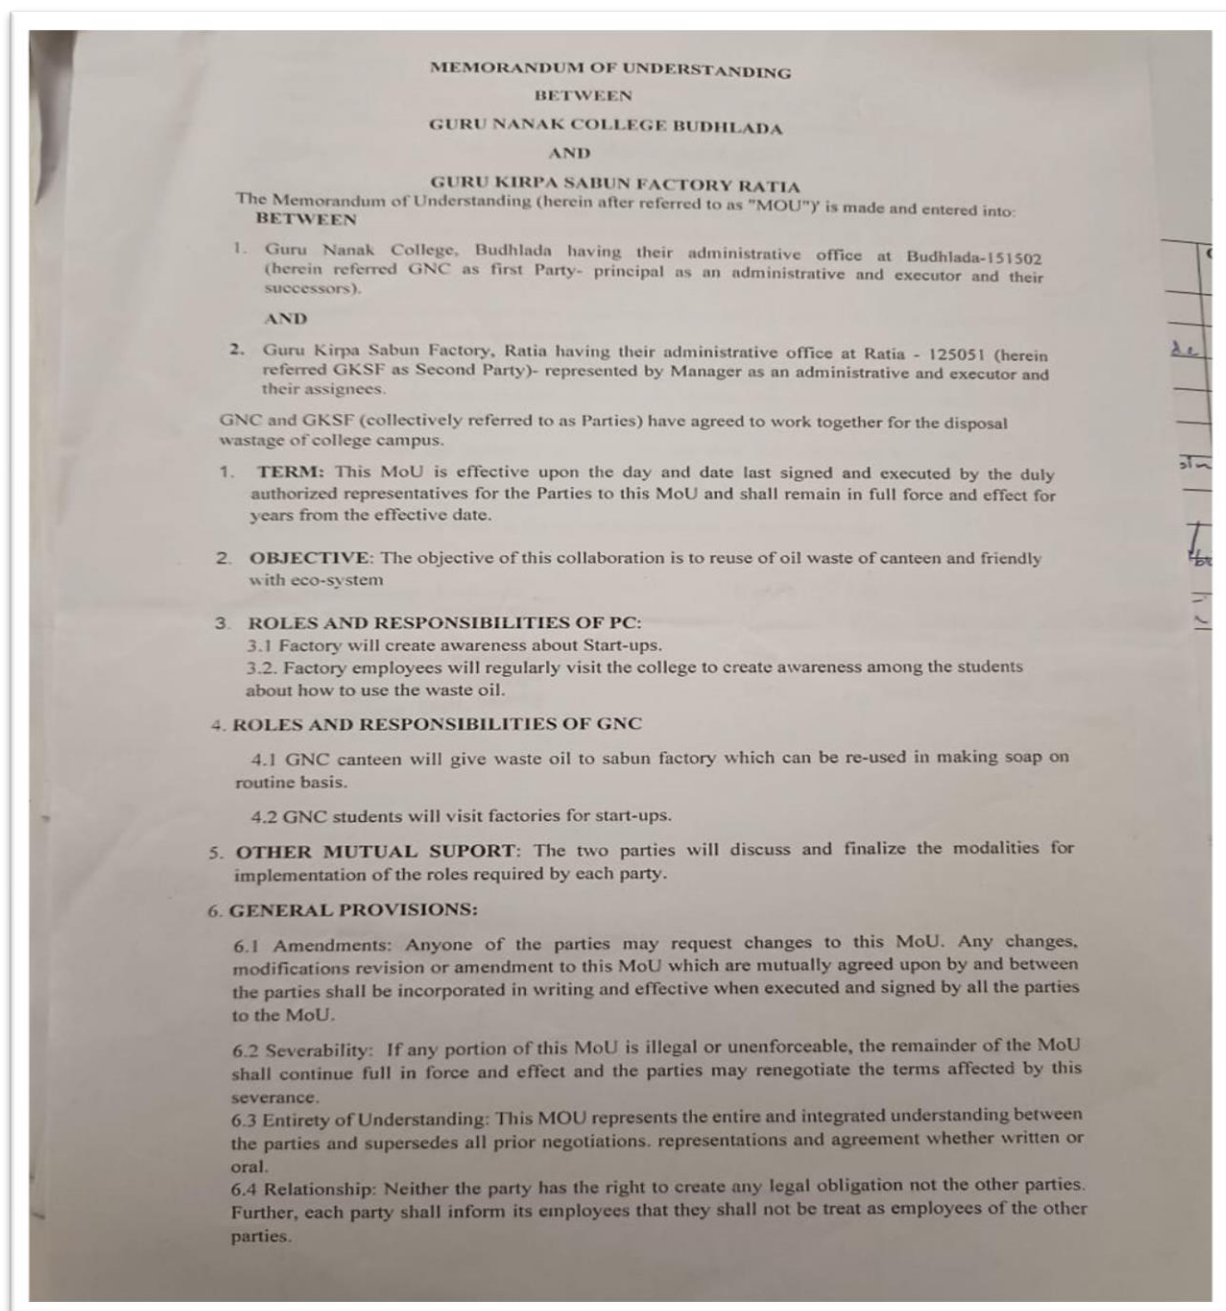 MEMORANDUM OF UNDERSTANDING
BETWEEN
GURU NANAK COLLEGE BUDHLADA
AND
GURU KIRPA SABUN FACTORY RATIA
The Memorandum of Understanding (herein after referred to as "MOU")' is made and entered into:
BETWEEN
1. Guru Nanak College, Budhlada having their administrative office at Budhlada-151502
(herein referred GNC as first Party- principal as an administrative and executor and their
successors).
AND
2. Guru Kirpa Sabun Factory, Ratia having their administrative office at Ratia - 125051 (herein
referred GKSF as Second Party)- represented by Manager as an administrative and executor and
their assignees.
GNC and GKSF (collectively referred to as Parties) have agreed to work together for the disposal
wastage of college campus.
1. TERM: This MoU is effective upon the day and date last signed and executed by the duly
authorized representatives for the Parties to this MoU and shall remain in full force and effect for
years from the effective date.
2. OBJECTIVE: The objective of this collaboration is to reuse of oil waste of canteen and friendly
with eco-system
3. ROLES AND RESPONSIBILITIES OF PC:
3.1 Factory will create awareness about Start-ups.
3.2. Factory employees will regularly visit the college to create awareness among the students
about how to use the waste oil.
4. ROLES AND RESPONSIBILITIES OF GNC
4.1 GNC canteen will give waste oil to sabun factory which can be re-used in making soap on
routine basis.
4.2 GNC students will visit factories for start-ups.
5. OTHER MUTUAL SUPORT: The two parties will discuss and finalize the modalities for
implementation of the roles required by each party.
6. GENERAL PROVISIONS:
6.1 Amendments: Anyone of the parties may request changes to this MoU. Any changes,
modifications revision or amendment to this MoU which are mutually agreed upon by and between
the parties shall be incorporated in writing and effective when executed and signed by all the parties
to the MoU.
6.2 Severability: If any portion of this MoU is illegal or unenforceable, the remainder of the MoU
shall continue full in force and effect and the parties may renegotiate the terms affected by this
severance.
6.3 Entirety of Understanding: This MOU represents the entire and integrated understanding between
the parties and supersedes all prior negotiations. representations and agreement whether written or
oral.
6.4 Relationship: Neither the party has the right to create any legal obligation not the other parties.
Further, each party shall inform its employees that they shall not be treat as employees of the other
parties.